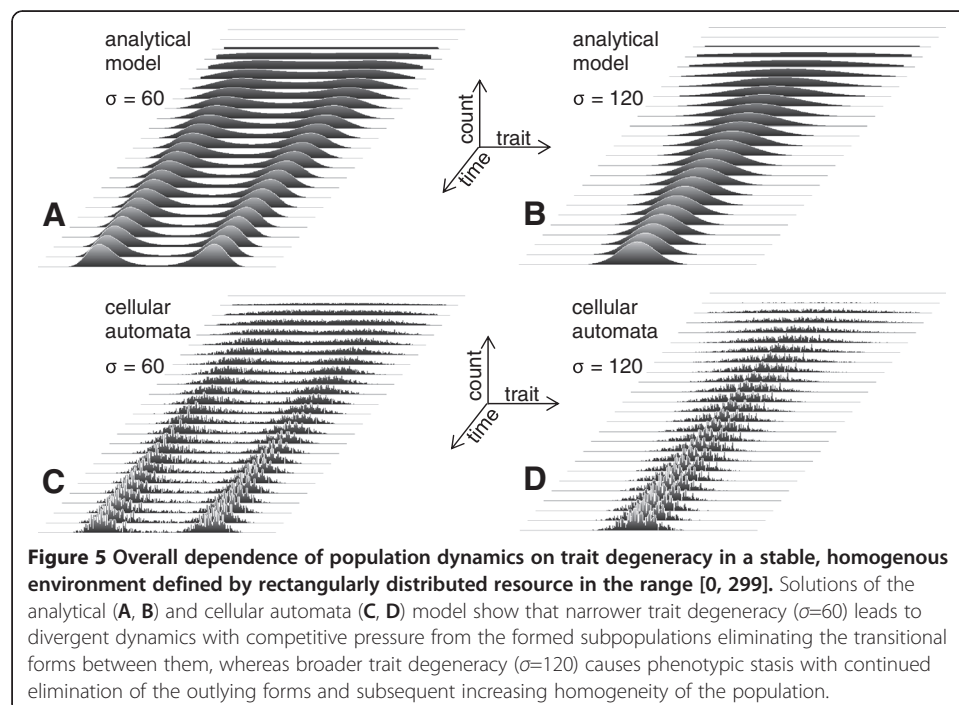 analytical
model
σ = 60
A
analytical
model
σ = 120
B
count
trait
time
cellular
automata
σ = 60
C
cellular
automata
σ = 120
D
count
trait
time
Figure 5 Overall dependence of population dynamics on trait degeneracy in a stable, homogenous
environment defined by rectangularly distributed resource in the range [0, 299]. Solutions of the
analytical (A, B) and cellular automata (C, D) model show that narrower trait degeneracy (σ=60) leads to
divergent dynamics with competitive pressure from the formed subpopulations eliminating the transitional
forms between them, whereas broader trait degeneracy (σ=120) causes phenotypic stasis with continued
elimination of the outlying forms and subsequent increasing homogeneity of the population.